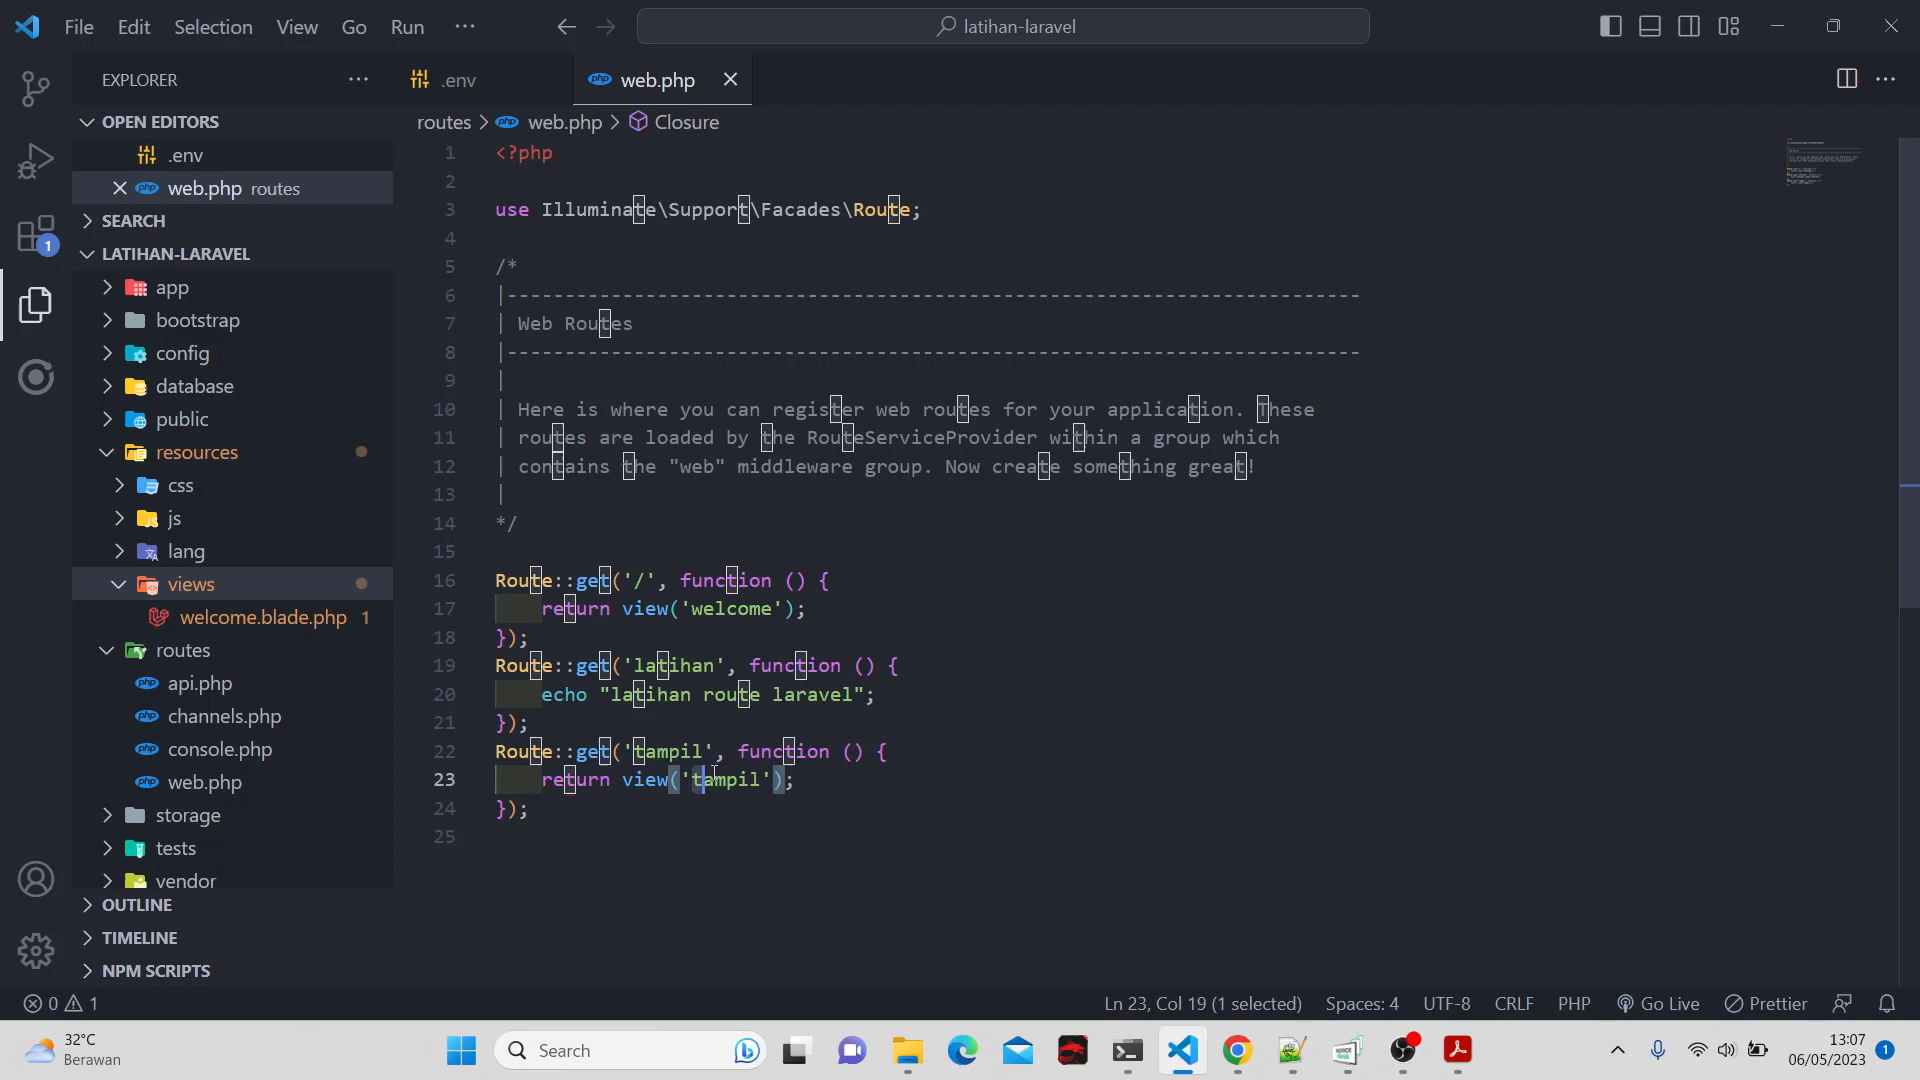 File Edit Selection View Go Run ··· latihan-laravel
EXPLORER ···
OPEN EDITORS
.env
web.php routes
SEARCH
LATIHAN-LARAVEL
app
bootstrap
config
database
public
resources
css
js
lang
views
welcome.blade.php 1
routes
api.php
channels.php
console.php
web.php
storage
tests
vendor
OUTLINE
TIMELINE
NPM SCRIPTS
1
.env web.php
routes > web.php > Closure
1 <?php
2
3 use Illuminate\Support\Facades\Route;
4
5 /*
6 |--------------------------------------------------------------------------
7 | Web Routes
8 |--------------------------------------------------------------------------
9 |
10 | Here is where you can register web routes for your application. These
11 | routes are loaded by the RouteServiceProvider within a group which
12 | contains the "web" middleware group. Now create something great!
13 |
14 */
15
16 Route::get('/', function () {
17 return view('welcome');
18 });
19 Route::get('latihan', function () {
20 echo "latihan route laravel";
21 });
22 Route::get('tampil', function () {
23 return view('tampil');
24 });
25
0 1 Ln 23, Col 19 (1 selected) Spaces: 4 UTF-8 CRLF PHP Go Live Prettier
32°C
Berawan
Search
13:07
06/05/2023 1